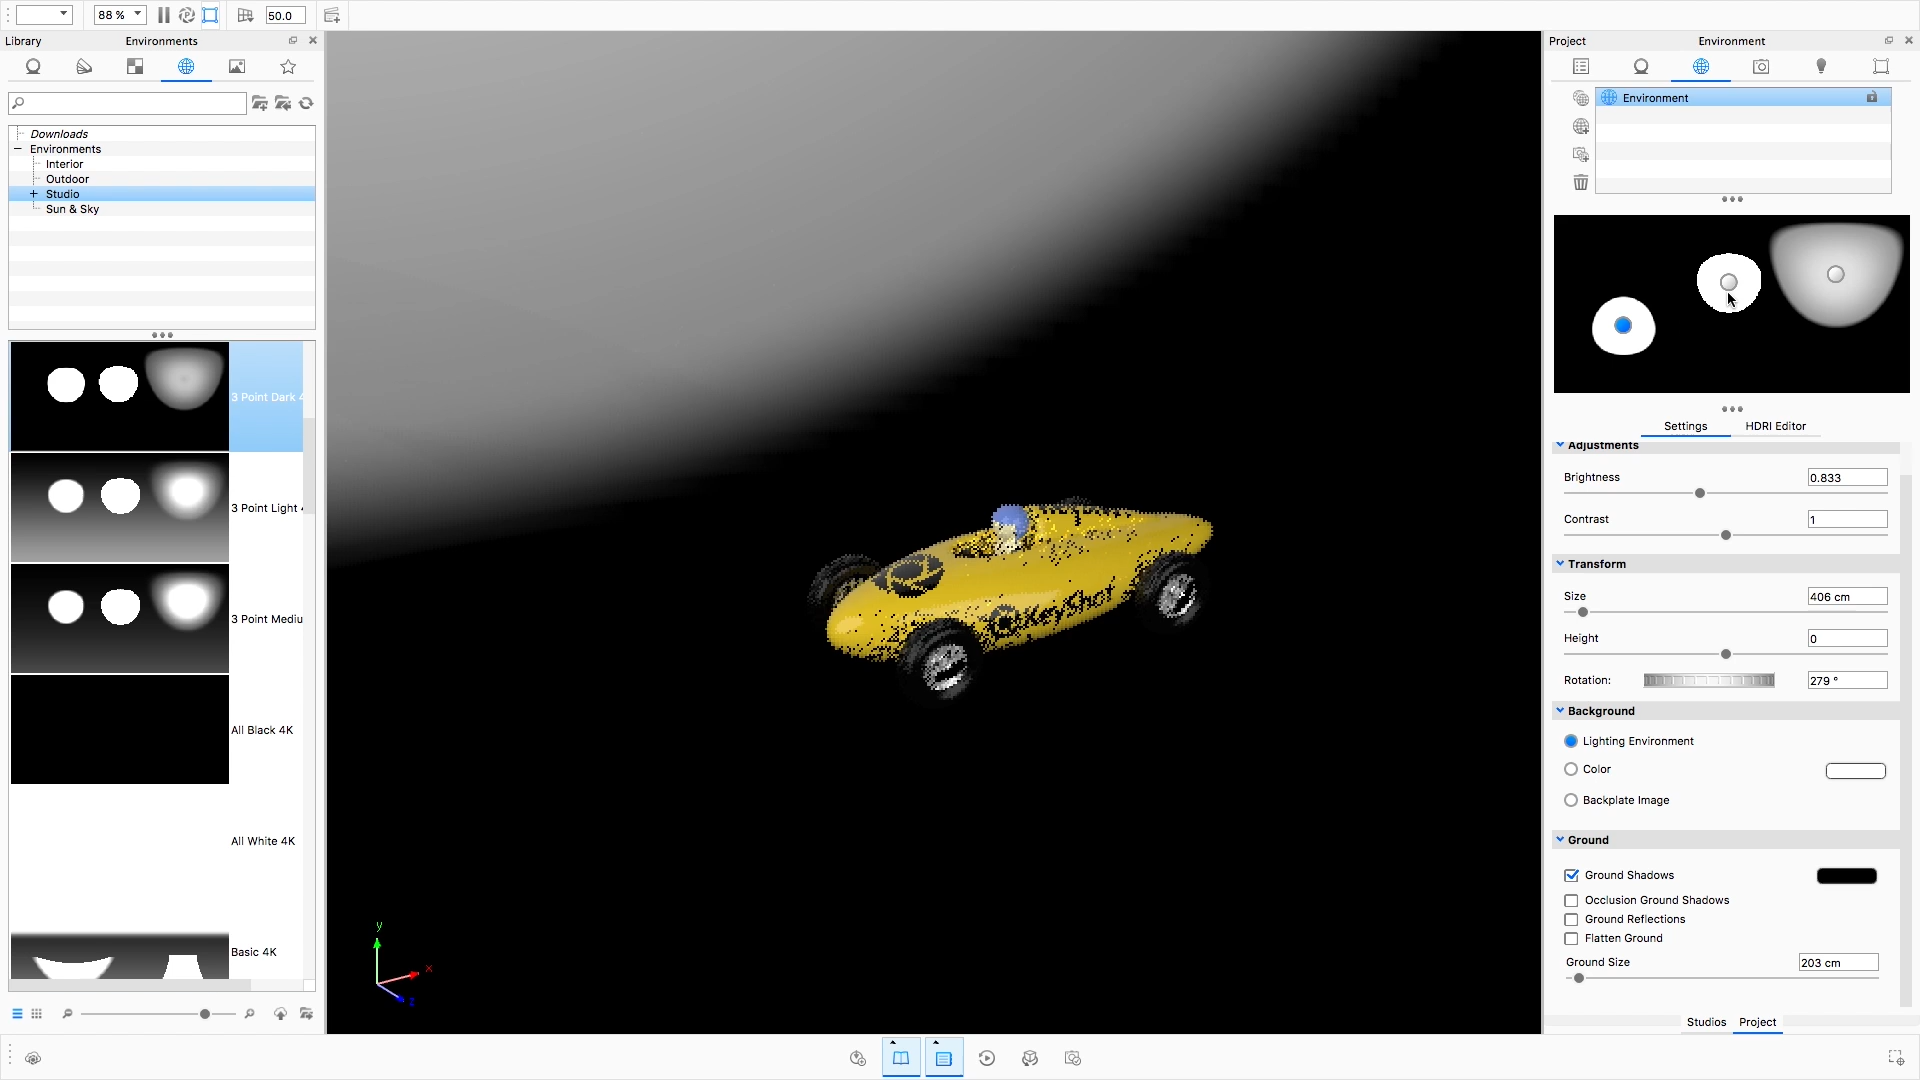 88 %
50.0
Library
Environments
Downloads
Environments
Interior
Outdoor
Studio
Sun & Sky
3 Point Dark 4
3 Point Light
3 Point Mediu
All Black 4K
All White 4K
Basic 4K
KeyShot
y
x
z
Project
Environment
Environment
Settings
HDRI Editor
Adjustments
Brightness
0.833
Contrast
1
Transform
Size
406 cm
Height
0
Rotation:
279 °
Background
Lighting Environment
Color
Backplate Image
Ground
Ground Shadows
Occlusion Ground Shadows
Ground Reflections
Flatten Ground
Ground Size
203 cm
Studios
Project